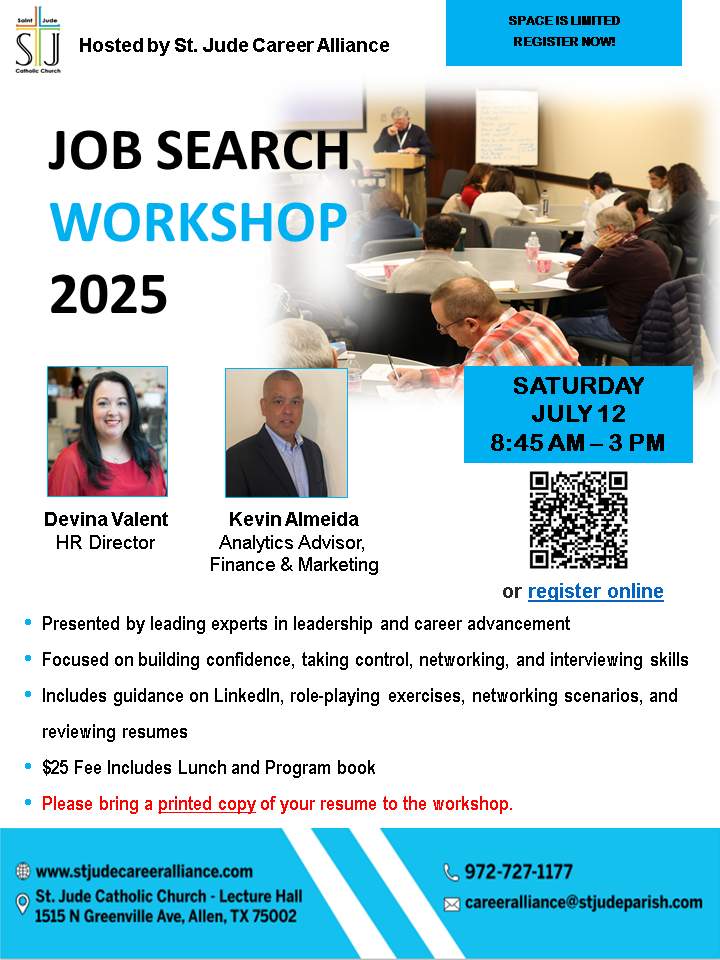 Saint Jude
STJ
Catholic Church
Hosted by St. Jude Career Alliance
SPACE IS LIMITED
REGISTER NOW!
JOB SEARCH
WORKSHOP
2025
SATURDAY
JULY 12
8:45 AM – 3 PM
Devina Valent
HR Director
Kevin Almeida
Analytics Advisor,
Finance & Marketing
or register online
• Presented by leading experts in leadership and career advancement
• Focused on building confidence, taking control, networking, and interviewing skills
• Includes guidance on LinkedIn, role-playing exercises, networking scenarios, and
reviewing resumes
• $25 Fee Includes Lunch and Program book
• Please bring a printed copy of your resume to the workshop.
www.stjudecareeralliance.com
St. Jude Catholic Church - Lecture Hall
1515 N Greenville Ave, Allen, TX 75002
972-727-1177
careeralliance@stjudeparish.com